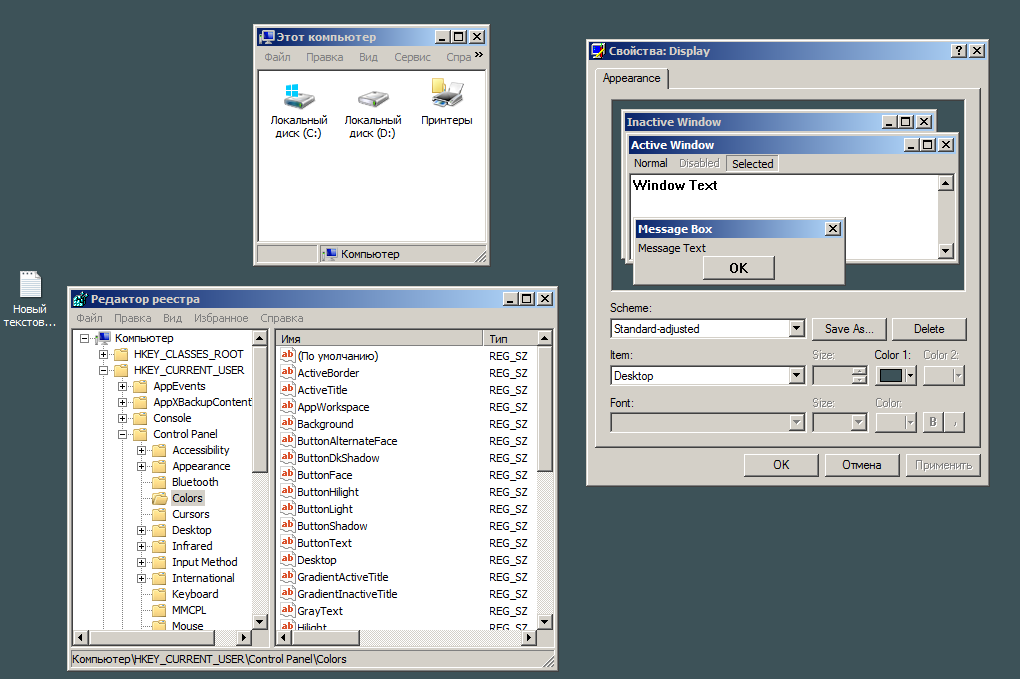 Этот компьютер
Файл Правка Вид Сервис Спра »
Локальный диск (C:)
Локальный диск (D:)
Принтеры
Компьютер
Новый
текстов...
Редактор реестра
Файл Правка Вид Избранное Справка
Компьютер
HKEY_CLASSES_ROOT
HKEY_CURRENT_USER
AppEvents
AppXBackupContent
Console
Control Panel
Accessibility
Appearance
Bluetooth
Colors
Cursors
Desktop
Infrared
Input Method
International
Keyboard
MMCPL
Mouse
Имя Тип
(По умолчанию) REG_SZ
ActiveBorder REG_SZ
ActiveTitle REG_SZ
AppWorkspace REG_SZ
Background REG_SZ
ButtonAlternateFace REG_SZ
ButtonDkShadow REG_SZ
ButtonFace REG_SZ
ButtonHilight REG_SZ
ButtonLight REG_SZ
ButtonShadow REG_SZ
ButtonText REG_SZ
Desktop REG_SZ
GradientActiveTitle REG_SZ
GradientInactiveTitle REG_SZ
GrayText REG_SZ
Hilight REG_SZ
Компьютер\HKEY_CURRENT_USER\Control Panel\Colors
Свойства: Display
Appearance
Inactive Window
Active Window
Normal Disabled Selected
Window Text
Message Box
Message Text
OK
Scheme:
Standard-adjusted Save As... Delete
Item: Size: Color 1: Color 2:
Desktop
Font: Size: Color:
B ,
OK Отмена Применить